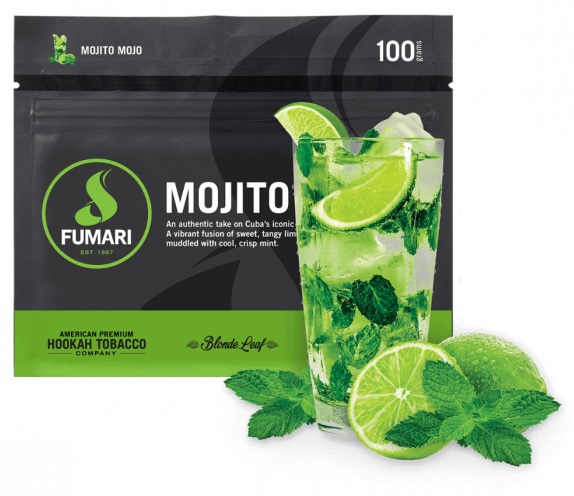 MOJITO MOJO
100 grams
MOJITO
An authentic take on Cuba's iconic
A vibrant fusion of sweet, tangy
muddled with cool, crisp mint.
FUMARI
EST. 1997
AMERICAN PREMIUM
HOOKAH TOBACCO
COMPANY
Blonde Leaf